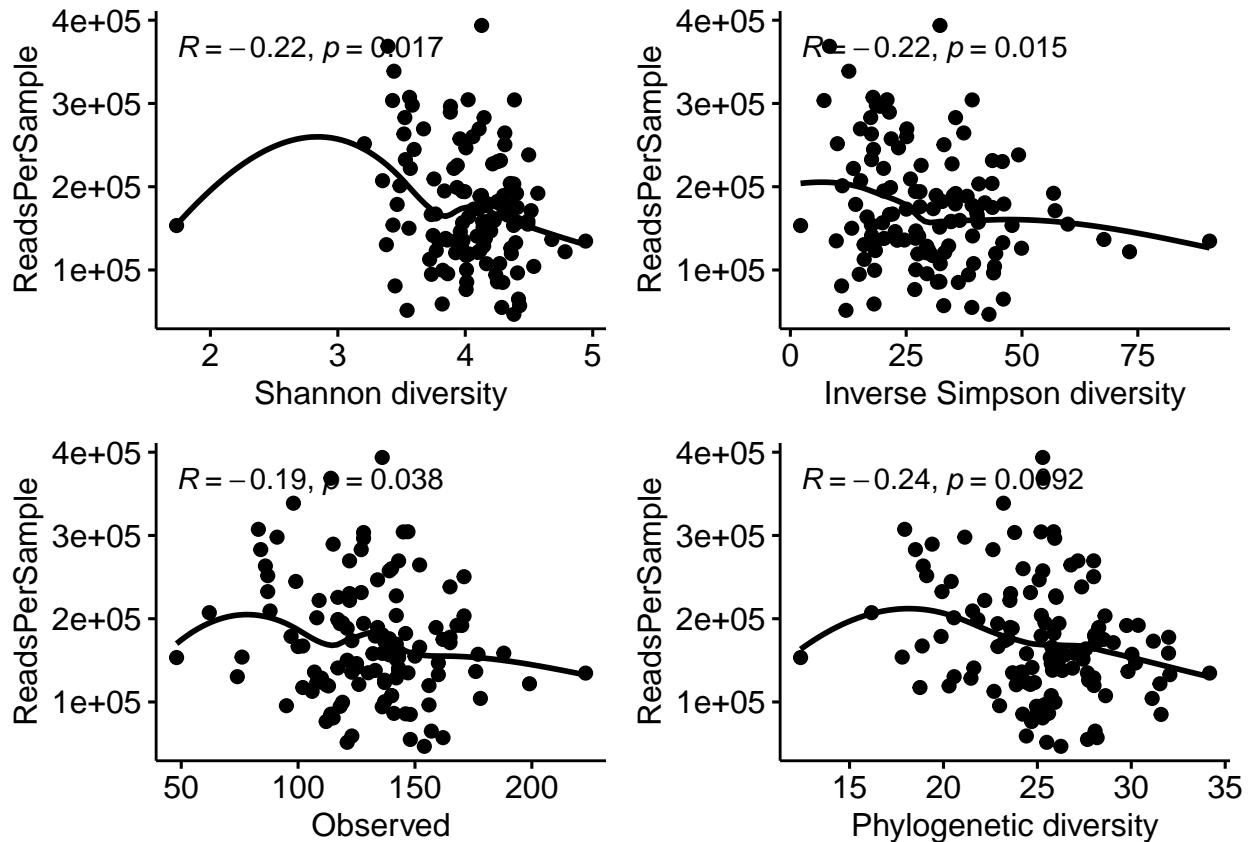 ReadsPerSample
4e+05
3e+05
2e+05
1e+05
R = −0.22, p = 0.017
2 3 4 5
Shannon diversity
ReadsPerSample
4e+05
3e+05
2e+05
1e+05
R = −0.22, p = 0.015
0 25 50 75
Inverse Simpson diversity
ReadsPerSample
4e+05
3e+05
2e+05
1e+05
R = −0.19, p = 0.038
50 100 150 200
Observed
ReadsPerSample
4e+05
3e+05
2e+05
1e+05
R = −0.24, p = 0.0092
15 20 25 30 35
Phylogenetic diversity